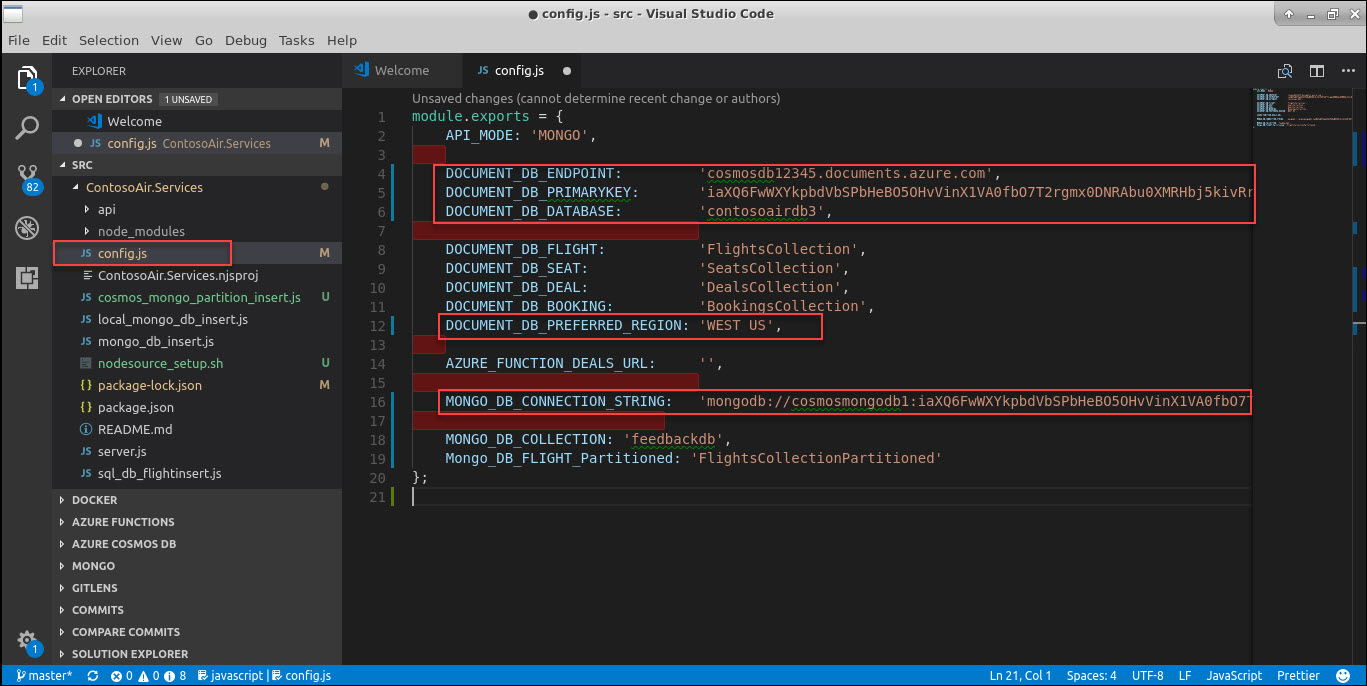 config.js - src - Visual Studio Code
File Edit Selection View Go Debug Tasks Help
EXPLORER
OPEN EDITORS 1 UNSAVED
Welcome
JS config.js ContosoAir.Services M
SRC
ContosoAir.Services
api
node_modules
JS config.js M
ContosoAir.Services.njsproj
JS cosmos_mongo_partition_insert.js U
JS local_mongo_db_insert.js
JS mongo_db_insert.js
nodesource_setup.sh U
{} package-lock.json M
{} package.json
README.md
JS server.js
JS sql_db_flightinsert.js
DOCKER
AZURE FUNCTIONS
AZURE COSMOS DB
MONGO
GITLENS
COMMITS
COMPARE COMMITS
SOLUTION EXPLORER
1
82
1
Welcome JS config.js
Unsaved changes (cannot determine recent change or authors)
1 module.exports = {
2 API_MODE: 'MONGO',
3
4 DOCUMENT_DB_ENDPOINT: 'cosmosdb12345.documents.azure.com',
5 DOCUMENT_DB_PRIMARYKEY: 'iaXQ6FwWXYkpbdVbSPbHeBO5OHvVinX1VA0fbO7T2rgmx0DNRAbu0XMRHbj5kivRr
6 DOCUMENT_DB_DATABASE: 'contosoairdb3',
7
8 DOCUMENT_DB_FLIGHT: 'FlightsCollection',
9 DOCUMENT_DB_SEAT: 'SeatsCollection',
10 DOCUMENT_DB_DEAL: 'DealsCollection',
11 DOCUMENT_DB_BOOKING: 'BookingsCollection',
12 DOCUMENT_DB_PREFERRED_REGION: 'WEST US',
13
14 AZURE_FUNCTION_DEALS_URL: '',
15
16 MONGO_DB_CONNECTION_STRING: 'mongodb://cosmosmongodb1:iaXQ6FwWXYkpbdVbSPbHeBO5OHvVinX1VA0fbO7
17
18 MONGO_DB_COLLECTION: 'feedbackdb',
19 Mongo_DB_FLIGHT_Partitioned: 'FlightsCollectionPartitioned'
20 };
21
master* 0 0 8 javascript | config.js Ln 21, Col 1 Spaces: 4 UTF-8 LF JavaScript Prettier